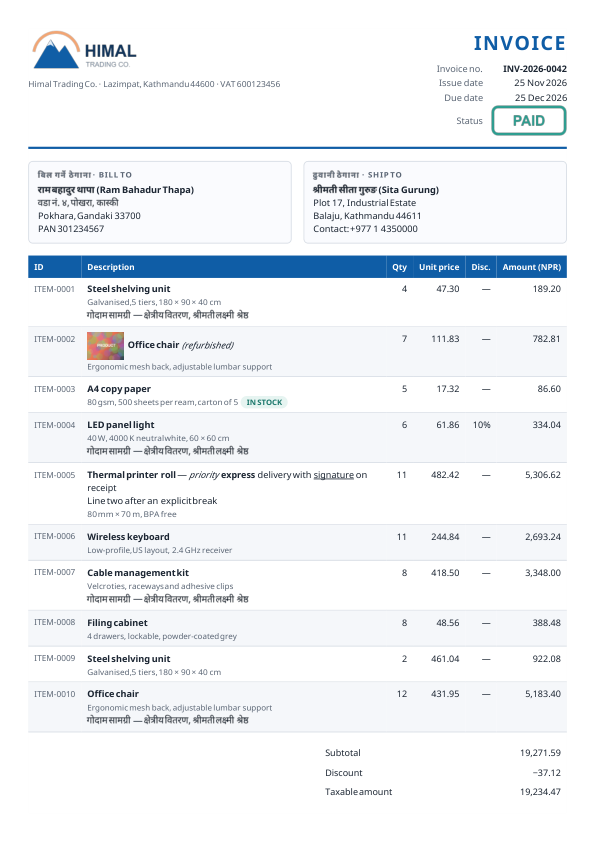 HIMAL
TRADING CO.
Himal Trading Co. · Lazimpat, Kathmandu 44600 · VAT 600123456
INVOICE
Invoice no. INV-2026-0042
Issue date 25 Nov 2026
Due date 25 Dec 2026
Status PAID
बिल गर्ने ठेगाना · BILL TO
राम बहादुर थापा (Ram Bahadur Thapa)
वडा नं. ४, पोखरा, कास्की
Pokhara, Gandaki 33700
PAN 301234567
ढुवानी ठेगाना · SHIP TO
श्रीमती सीता गुरुङ (Sita Gurung)
Plot 17, Industrial Estate
Balaju, Kathmandu 44611
Contact: +977 1 4350000
ID Description Qty Unit price Disc. Amount (NPR)
ITEM-0001 Steel shelving unit 4 47.30 — 189.20
Galvanised, 5 tiers, 180 × 90 × 40 cm
गोदाम सामग्री — क्षेत्रीय वितरण, श्रीमती लक्ष्मी श्रेष्ठ
ITEM-0002 Office chair (refurbished) 7 111.83 — 782.81
Ergonomic mesh back, adjustable lumbar support
ITEM-0003 A4 copy paper 5 17.32 — 86.60
80 gsm, 500 sheets per ream, carton of 5 IN STOCK
ITEM-0004 LED panel light 6 61.86 10% 334.04
40 W, 4000 K neutral white, 60 × 60 cm
गोदाम सामग्री — क्षेत्रीय वितरण, श्रीमती लक्ष्मी श्रेष्ठ
ITEM-0005 Thermal printer roll — priority express delivery with signature on 11 482.42 — 5,306.62
receipt
Line two after an explicit break
80 mm × 70 m, BPA free
ITEM-0006 Wireless keyboard 11 244.84 — 2,693.24
Low-profile, US layout, 2.4 GHz receiver
ITEM-0007 Cable management kit 8 418.50 — 3,348.00
Velcro ties, raceways and adhesive clips
गोदाम सामग्री — क्षेत्रीय वितरण, श्रीमती लक्ष्मी श्रेष्ठ
ITEM-0008 Filing cabinet 8 48.56 — 388.48
4 drawers, lockable, powder-coated grey
ITEM-0009 Steel shelving unit 2 461.04 — 922.08
Galvanised, 5 tiers, 180 × 90 × 40 cm
ITEM-0010 Office chair 12 431.95 — 5,183.40
Ergonomic mesh back, adjustable lumbar support
गोदाम सामग्री — क्षेत्रीय वितरण, श्रीमती लक्ष्मी श्रेष्ठ
Subtotal 19,271.59
Discount −37.12
Taxable amount 19,234.47